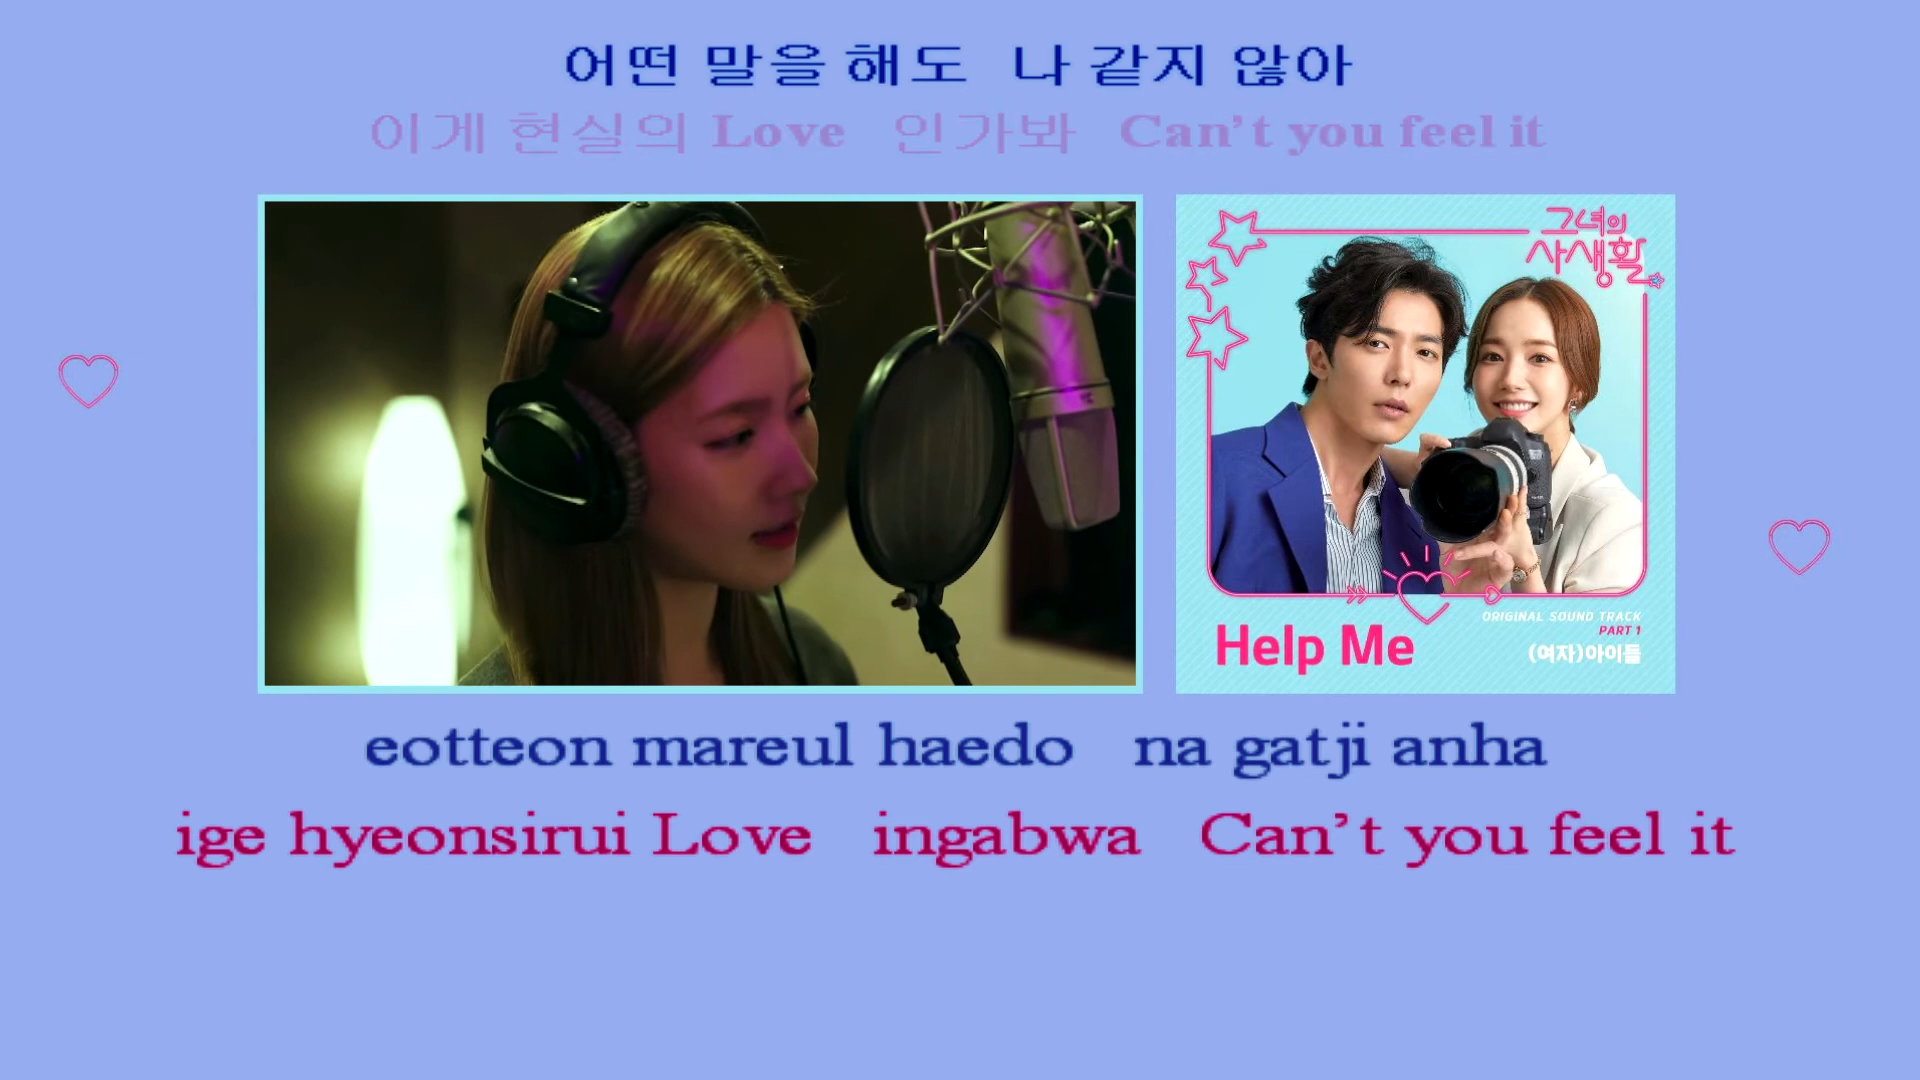 어떤 말을 해도 나 같지 않아
이게 현실의 Love 인가봐 Can't you feel it
그녀의
사생활
ORIGINAL SOUND TRACK
PART 1
Help Me
(여자)아이들
eotteon mareul haedo na gatji anha
ige hyeonsirui Love ingabwa Can't you feel it